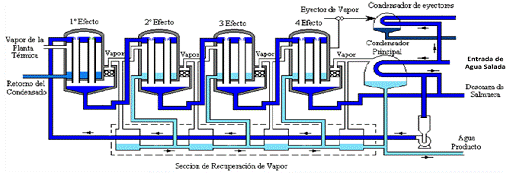 Condensador de eyectores
Eyector de Vapor
1º Efecto
2º Efecto
3 Efecto
4 Efecto
Vapor de la
Planta
Térmica
Vapor
Vapor
Vapor
Vapor
Condensador
Principal
Entrada de
Agua Salada
Retorno del
Condensado
Descarga de
Salmuera
Agua
Producto
Seccion de Recuperación de Vapor